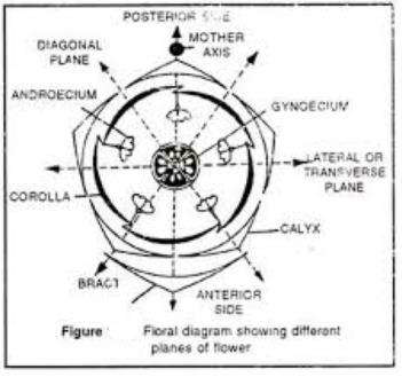 POSTERIOR SIDE
MOTHER
AXIS
DIAGONAL
PLANE
ANDROECIUM
GYNOECIUM
LATERAL OR
TRANSVERSE
PLANE
COROLLA
CALYX
BRACT
ANTERIOR
SIDE
Figure Floral diagram showing different
planes of flower